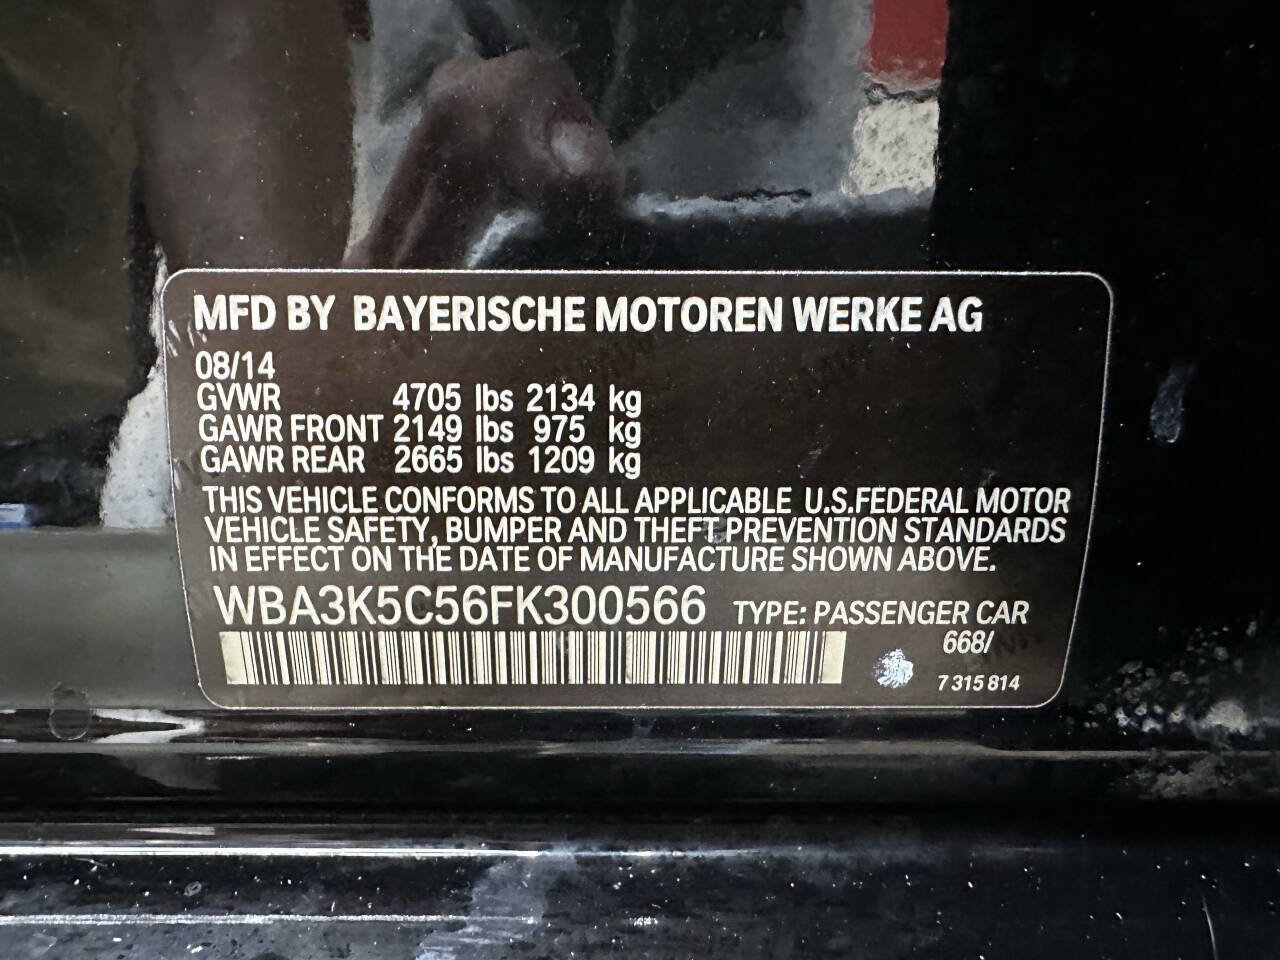 MFD BY BAYERISCHE MOTOREN WERKE AG
08/14
GVWR 4705 lbs 2134 kg
GAWR FRONT 2149 lbs 975 kg
GAWR REAR 2665 lbs 1209 kg
THIS VEHICLE CONFORMS TO ALL APPLICABLE U.S.FEDERAL MOTOR
VEHICLE SAFETY, BUMPER AND THEFT PREVENTION STANDARDS
IN EFFECT ON THE DATE OF MANUFACTURE SHOWN ABOVE.
WBA3K5C56FK300566 TYPE: PASSENGER CAR
668/
7 315 814